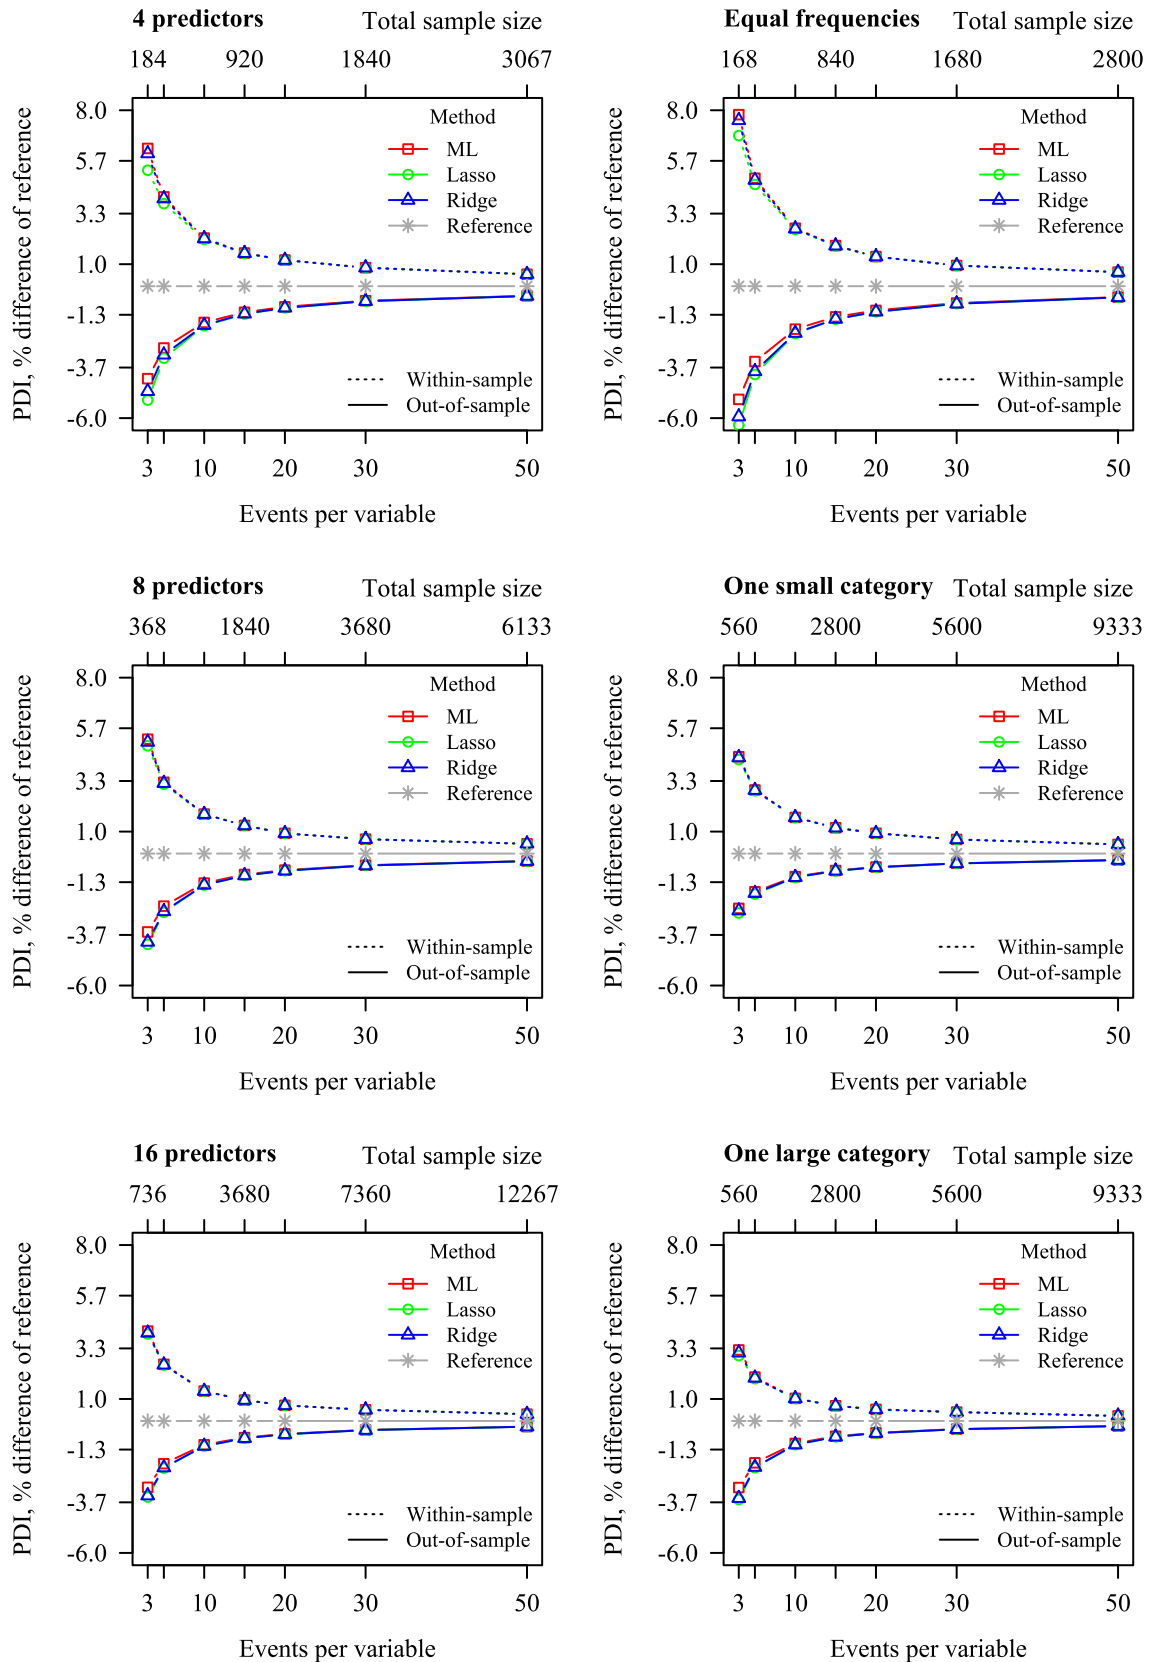 4 predictors Total sample size
184 920 1840 3067
PDI, % difference of reference
8.0
5.7
3.3
1.0
-1.3
-3.7
-6.0
Method
ML
Lasso
Ridge
Reference
Within-sample
Out-of-sample
3 10 20 30 50
Events per variable
Equal frequencies Total sample size
168 840 1680 2800
PDI, % difference of reference
8.0
5.7
3.3
1.0
-1.3
-3.7
-6.0
Method
ML
Lasso
Ridge
Reference
Within-sample
Out-of-sample
3 10 20 30 50
Events per variable
8 predictors Total sample size
368 1840 3680 6133
PDI, % difference of reference
8.0
5.7
3.3
1.0
-1.3
-3.7
-6.0
Method
ML
Lasso
Ridge
Reference
Within-sample
Out-of-sample
3 10 20 30 50
Events per variable
One small category Total sample size
560 2800 5600 9333
PDI, % difference of reference
8.0
5.7
3.3
1.0
-1.3
-3.7
-6.0
Method
ML
Lasso
Ridge
Reference
Within-sample
Out-of-sample
3 10 20 30 50
Events per variable
16 predictors Total sample size
736 3680 7360 12267
PDI, % difference of reference
8.0
5.7
3.3
1.0
-1.3
-3.7
-6.0
Method
ML
Lasso
Ridge
Reference
Within-sample
Out-of-sample
3 10 20 30 50
Events per variable
One large category Total sample size
560 2800 5600 9333
PDI, % difference of reference
8.0
5.7
3.3
1.0
-1.3
-3.7
-6.0
Method
ML
Lasso
Ridge
Reference
Within-sample
Out-of-sample
3 10 20 30 50
Events per variable